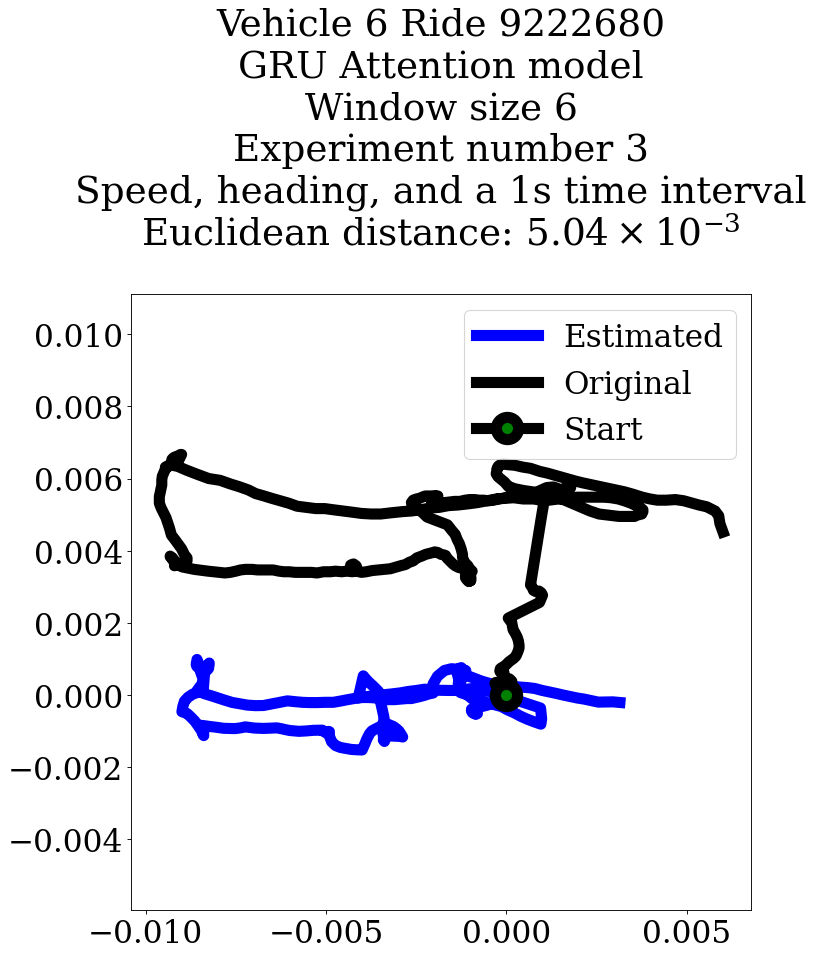 Vehicle 6 Ride 9222680
GRU Attention model
Window size 6
Experiment number 3
Speed, heading, and a 1s time interval
Euclidean distance: 5.04 × 10⁻³
Estimated
Original
Start
0.010
0.008
0.006
0.004
0.002
0.000
−0.002
−0.004
−0.010 −0.005 0.000 0.005